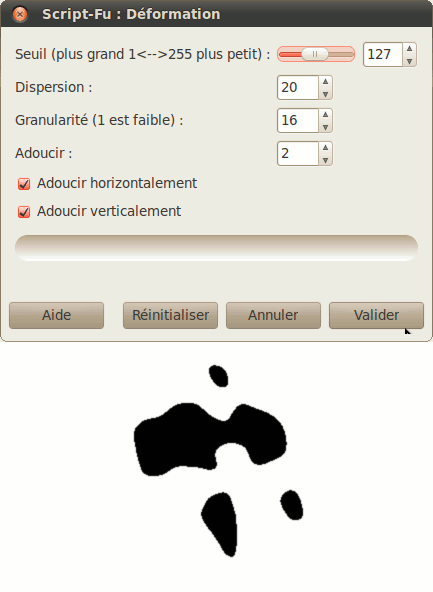 Script-Fu : Déformation
Seuil (plus grand 1<-->255 plus petit) : 127
Dispersion : 20
Granularité (1 est faible) : 16
Adoucir : 2
Adoucir horizontalement
Adoucir verticalement
Aide Réinitialiser Annuler Valider